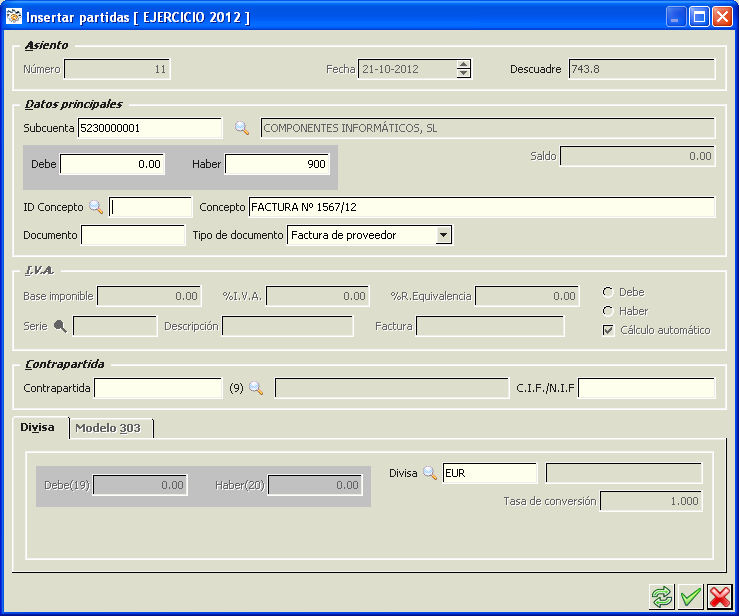 Insertar partidas [ EJERCICIO 2012 ]
Asiento
Número 11 Fecha 21-10-2012 Descuadre 743.8
Datos principales
Subcuenta 5230000001 COMPONENTES INFORMÁTICOS, SL
Debe 0.00 Haber 900 Saldo 0.00
ID Concepto Concepto FACTURA Nº 1567/12
Documento Tipo de documento Factura de proveedor
I.V.A.
Base imponible 0.00 %I.V.A. 0.00 %R.Equivalencia 0.00 Debe
Haber
Serie Descripción Factura Cálculo automático
Contrapartida
Contrapartida (9) C.I.F./N.I.F
Divisa Modelo 303
Debe(19) 0.00 Haber(20) 0.00 Divisa EUR
Tasa de conversión 1.000